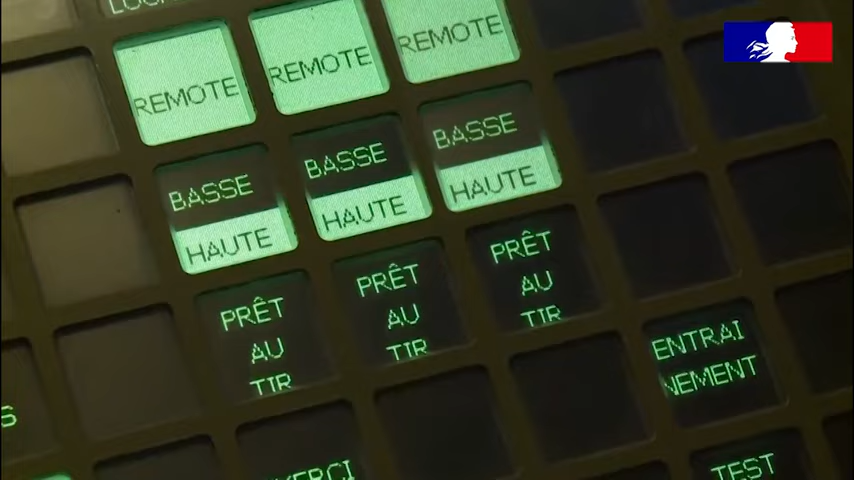 REMOTE
REMOTE
REMOTE
BASSE
HAUTE
BASSE
HAUTE
BASSE
HAUTE
PRÊT
AU
TIR
PRÊT
AU
TIR
PRÊT
AU
TIR
ENTRAI
NEMENT
TEST